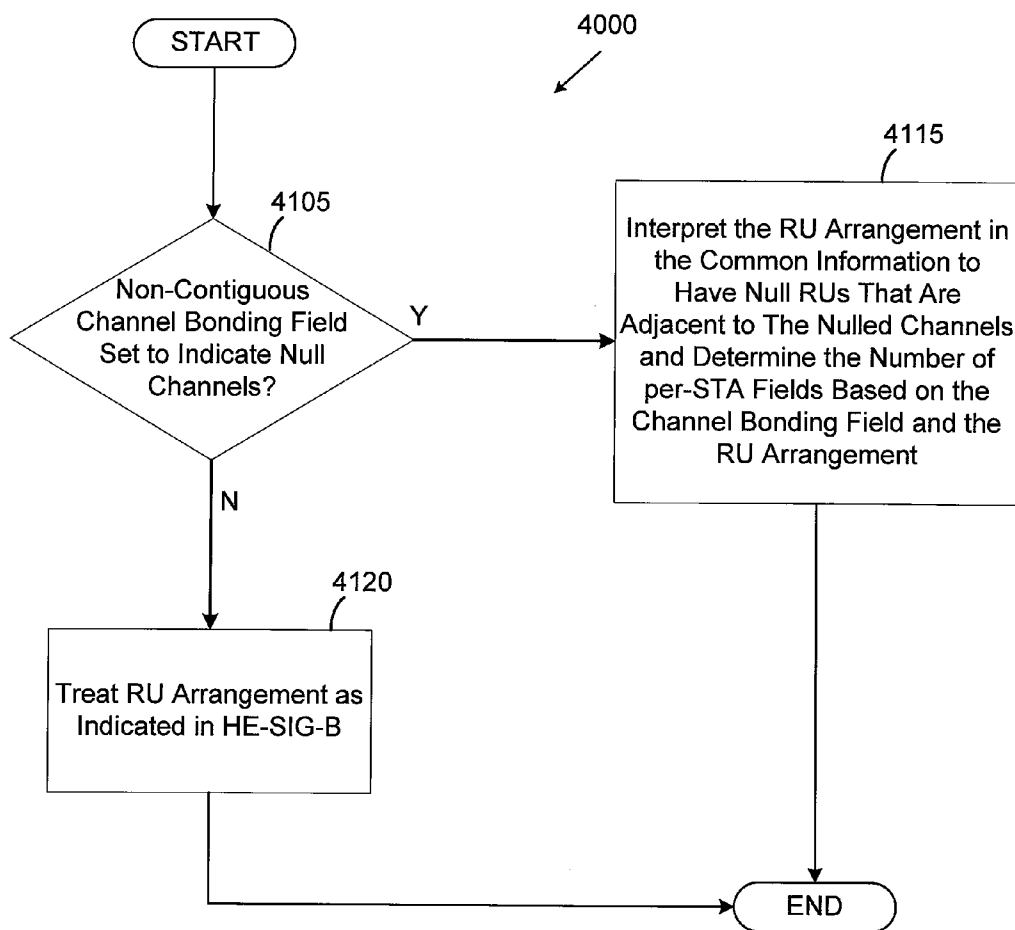 START
4000
4105
Non-Contiguous
Channel Bonding Field
Set to Indicate Null
Channels?
Y
N
4115
Interpret the RU Arrangement in
the Common Information to
Have Null RUs That Are
Adjacent to The Nulled Channels
and Determine the Number of
per-STA Fields Based on the
Channel Bonding Field and the
RU Arrangement
4120
Treat RU Arrangement as
Indicated in HE-SIG-B
END